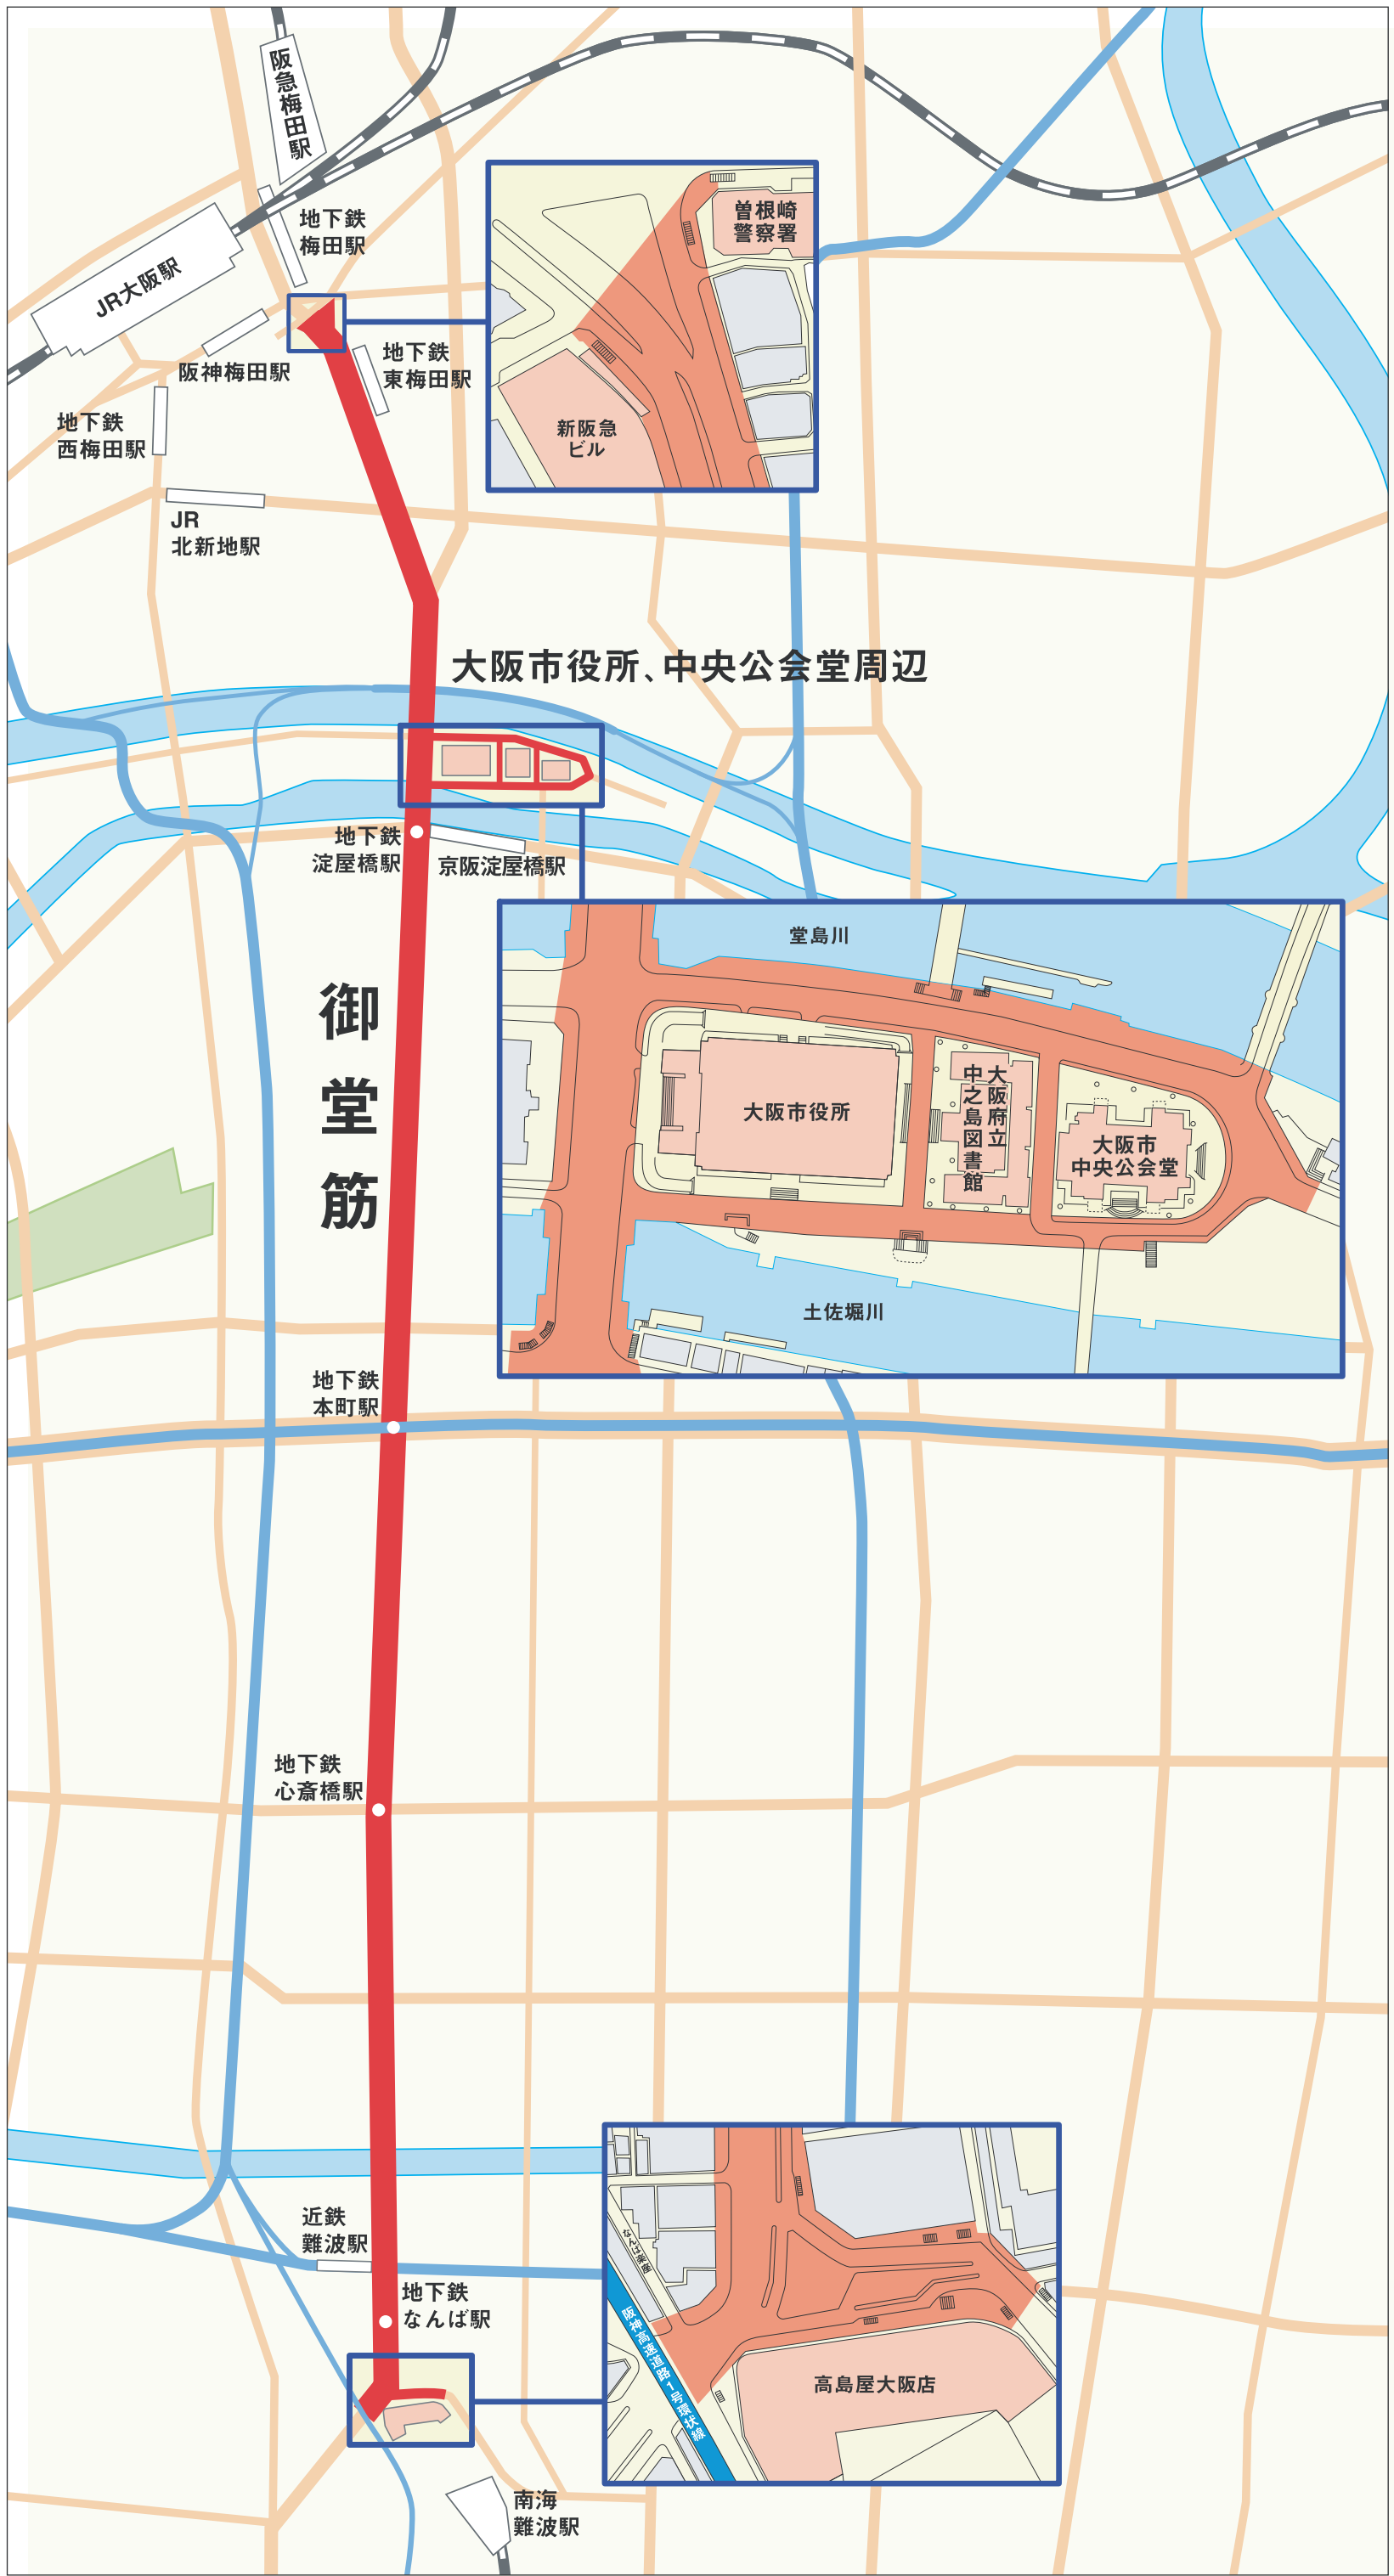 阪急梅田駅
地下鉄
梅田駅
JR大阪駅
阪神梅田駅
地下鉄
東梅田駅
地下鉄
西梅田駅
JR
北新地駅
曽根崎
警察署
新阪急
ビル
大阪市役所、中央公会堂周辺
地下鉄
淀屋橋駅
京阪淀屋橋駅
御堂筋
堂島川
大阪市役所
大阪府立
中之島図書館
大阪市
中央公会堂
土佐堀川
地下鉄
本町駅
地下鉄
心斎橋駅
近鉄
難波駅
地下鉄
なんば駅
なんば楽座
阪神高速道路1号環状線
高島屋大阪店
南海
難波駅